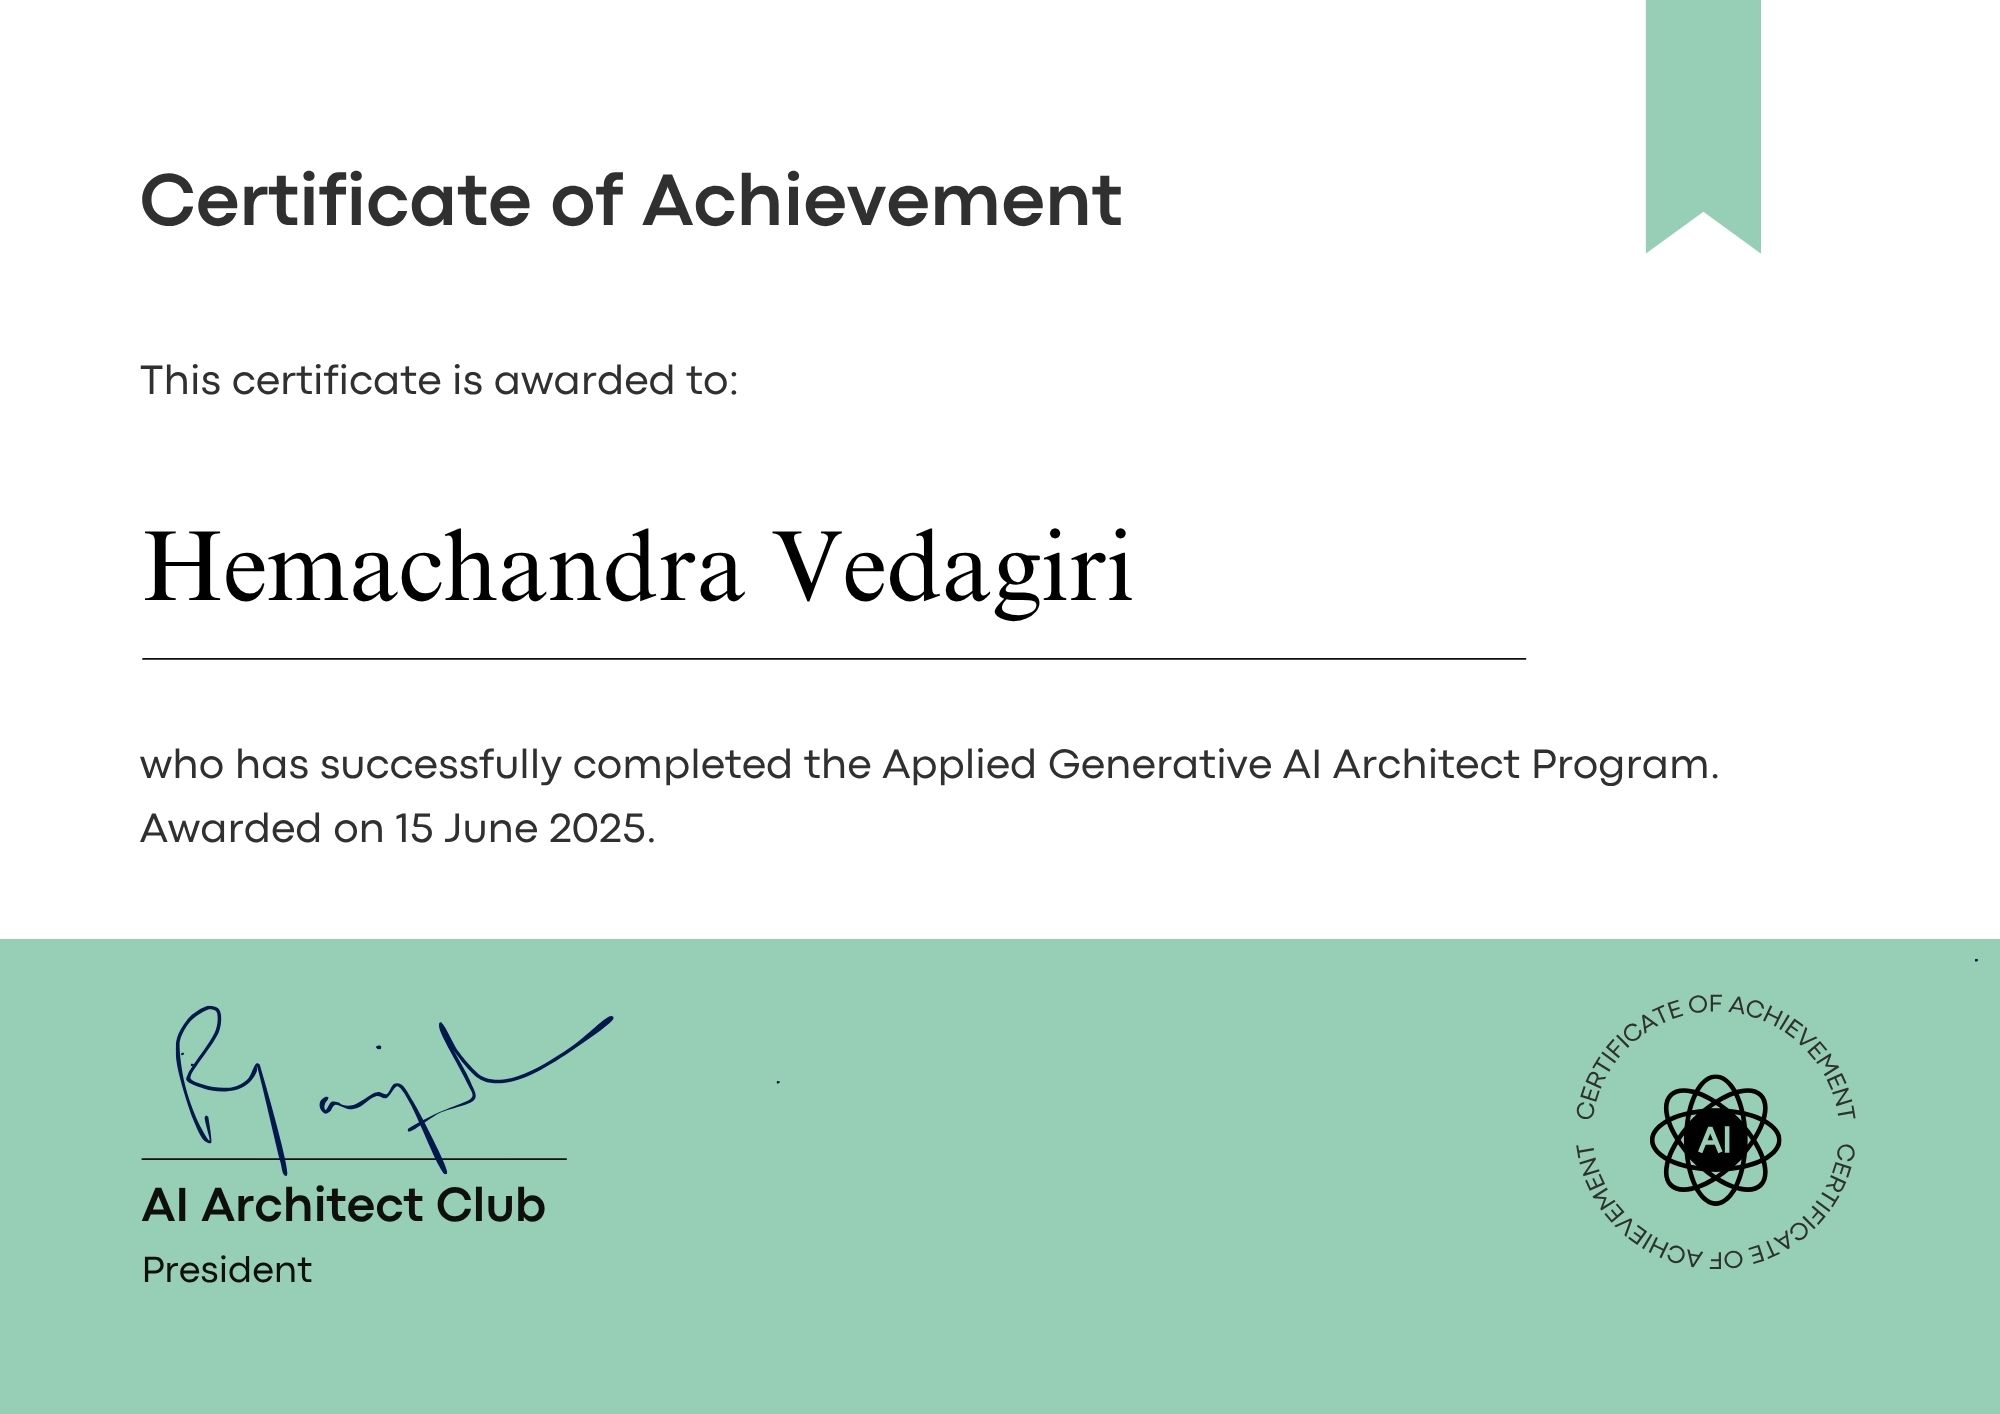 Certificate of Achievement
This certificate is awarded to:
Hemachandra Vedagiri
who has successfully completed the Applied Generative AI Architect Program.
Awarded on 15 June 2025.
AI Architect Club
President
CERTIFICATE OF ACHIEVEMENT
CERTIFICATE OF ACHIEVEMENT
AI